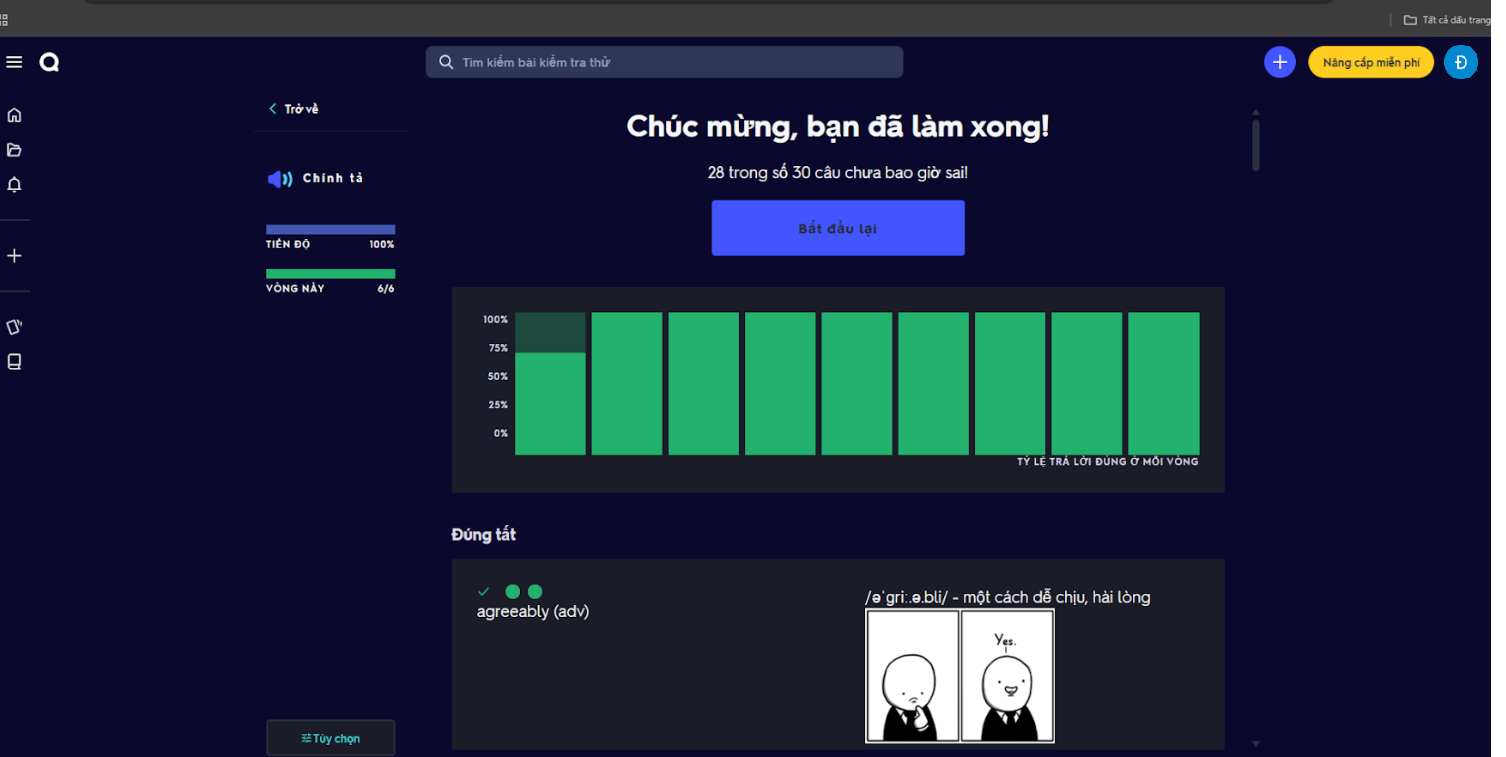 Tất cả dấu trang
Tìm kiếm bài kiểm tra thử
Nâng cấp miễn phí
Đ
Trở về
Chính tả
TIẾN ĐỘ 100%
VÒNG NÀY 6/6
Tùy chọn
Chúc mừng, bạn đã làm xong!
28 trong số 30 câu chưa bao giờ sai!
Bắt đầu lại
100%
75%
50%
25%
0%
TỶ LỆ TRẢ LỜI ĐÚNG Ở MỖI VÒNG
Đúng tất
agreeably (adv)
/əˈɡriː.ə.bli/ - một cách dễ chịu, hài lòng
Yes.